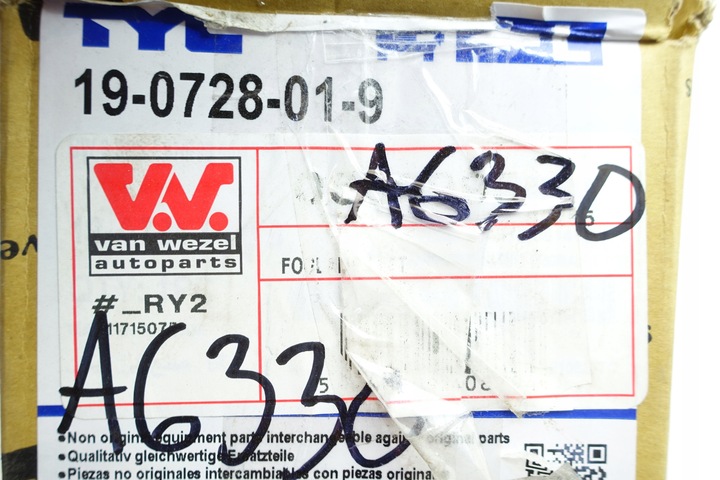 TYC
19-0728-01-9
A6330
V.V.
van wezel
autoparts
#_RY2
A6330
•Non original equipment parts interchangeable against original parts
•Qualitativ gleichwertige Ersatzteile
•Piezas no originales intercambiables con piezas